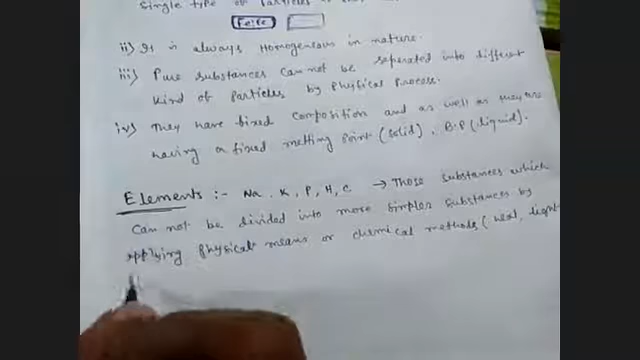 Single type of Particles
Fe Fe
ii) It is always Homogeneous in nature.
iii) Pure substances can not be seperated into different
kind of Particles by Physical Process.
iv) They have fixed composition and as well as they are
having a fixed melting Point (solid), B.P (liquid).
Elements :- Na, K, P, H, C → Those substances which
can not be divided into more simpler substances by
applying Physical means or chemical methods (heat, light